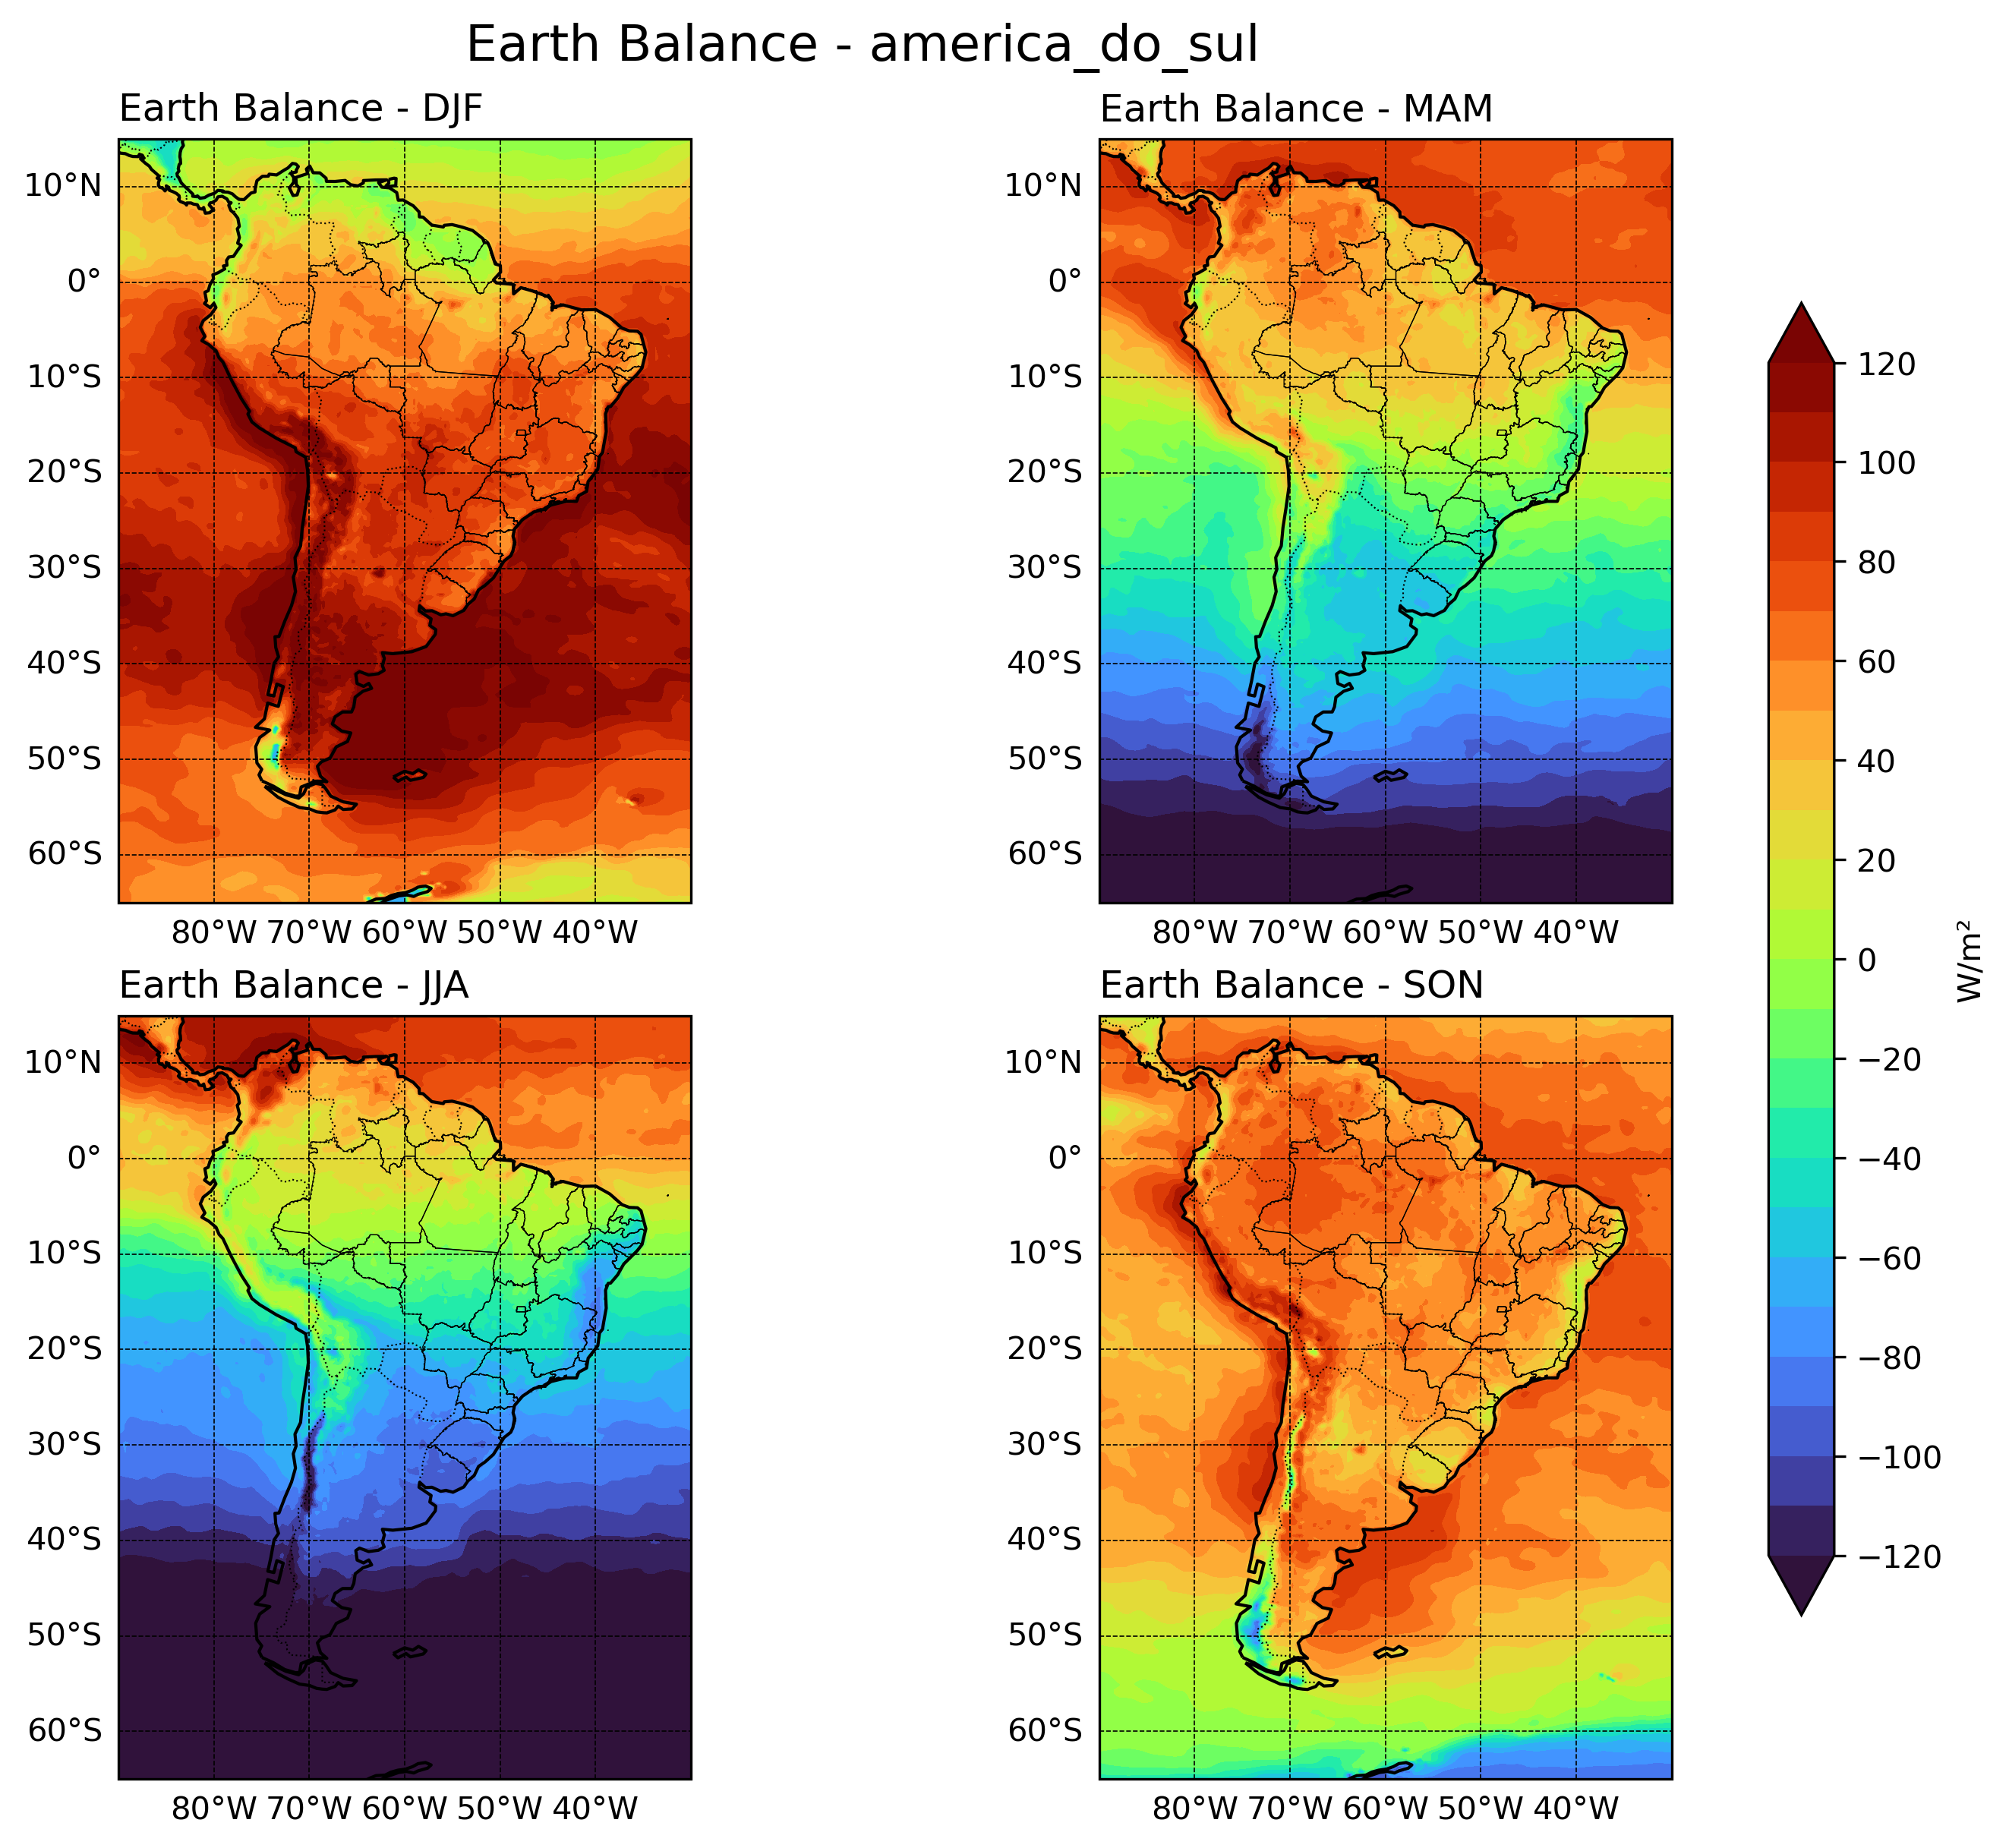 Earth Balance - america_do_sul
Earth Balance - DJF
10°N
0°
10°S
20°S
30°S
40°S
50°S
60°S
80°W 70°W 60°W 50°W 40°W
Earth Balance - MAM
10°N
0°
10°S
20°S
30°S
40°S
50°S
60°S
80°W 70°W 60°W 50°W 40°W
Earth Balance - JJA
10°N
0°
10°S
20°S
30°S
40°S
50°S
60°S
80°W 70°W 60°W 50°W 40°W
Earth Balance - SON
10°N
0°
10°S
20°S
30°S
40°S
50°S
60°S
80°W 70°W 60°W 50°W 40°W
120
100
80
60
40
20
0
−20
−40
−60
−80
−100
−120
W/m²